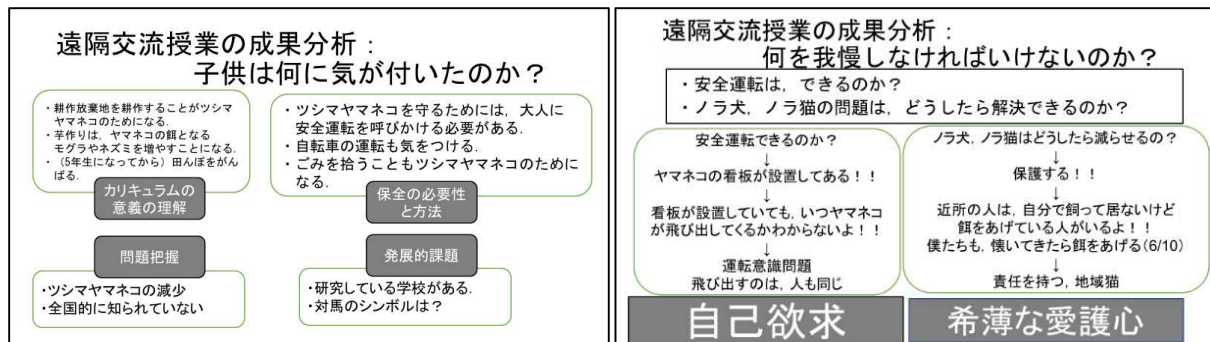 遠隔交流授業の成果分析：
子供は何に気が付いたのか？
・耕作放棄地を耕作することがツシマ
ヤマネコのためになる.
・芋作りは, ヤマネコの餌となる
モグラやネズミを増やすことになる.
・（5年生になってから）田んぼをがん
ばる.
カリキュラムの
意義の理解
・ツシマヤマネコを守るためには, 大人に
安全運転を呼びかける必要がある.
・自転車の運転も気をつける.
・ごみを拾うこともツシマヤマネコのために
なる.
保全の必要性
と方法
問題把握
・ツシマヤマネコの減少
・全国的に知られていない
発展的課題
・研究している学校がある.
・対馬のシンボルは？
遠隔交流授業の成果分析：
何を我慢しなければいけないのか？
・安全運転は, できるのか？
・ノラ犬, ノラ猫の問題は, どうしたら解決できるのか？
安全運転できるのか？
↓
ヤマネコの看板が設置してある！！
↓
看板が設置していても, いつヤマネコ
が飛び出してくるかわからないよ！！
↓
運転意識問題
飛び出すのは, 人も同じ
自己欲求
ノラ犬, ノラ猫はどうしたら減らせるの？
↓
保護する！！
↓
近所の人は, 自分で飼って居ないけど
餌をあげている人がいるよ！！
僕たちも, 懐いてきたら餌をあげる(6/10)
↓
責任を持つ, 地域猫
希薄な愛護心